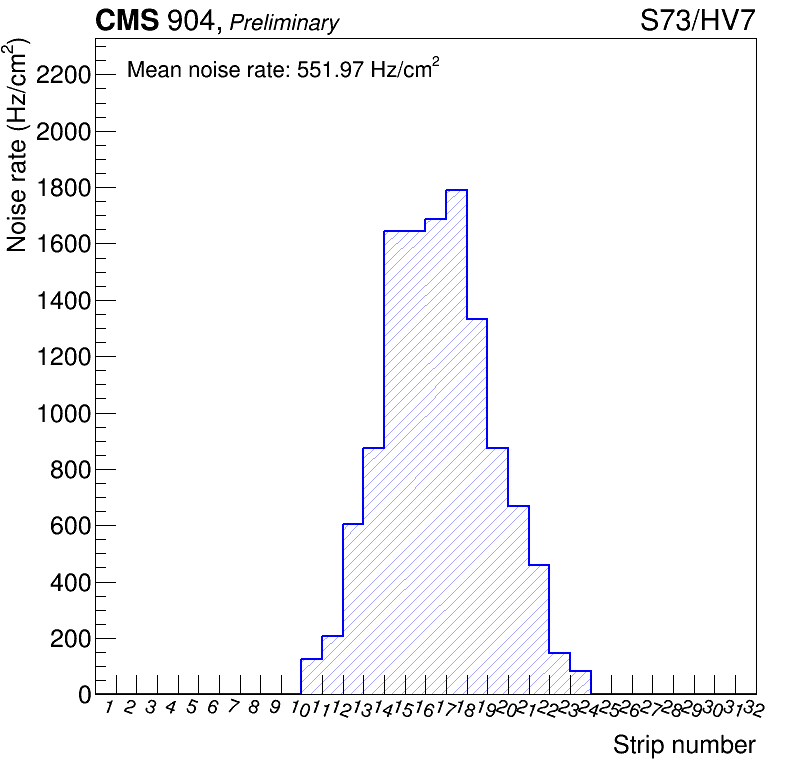 CMS 904, Preliminary
S73/HV7
Mean noise rate: 551.97 Hz/cm²
Noise rate (Hz/cm²)
2200
2000
1800
1600
1400
1200
1000
800
600
400
200
0
1 2 3 4 5 6 7 8 9 10 11 12 13 14 15 16 17 18 19 20 21 22 23 24 25 26 27 28 29 30 31 32
Strip number